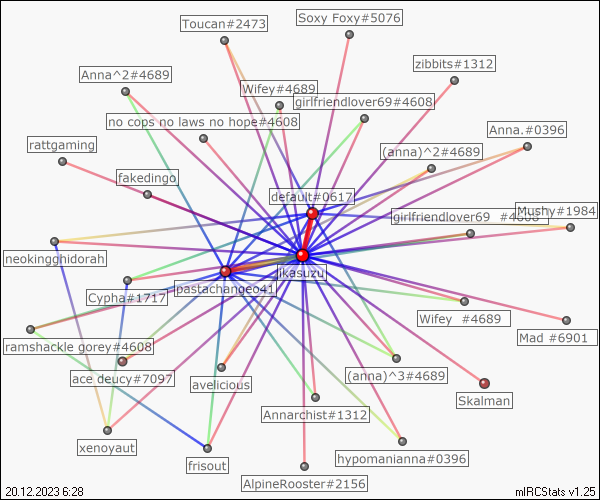 Soxy Foxy#5076
Toucan#2473
zibbits#1312
Anna^2#4689
Wifey#4689
girlfriendlover69#4608
no cops no laws no hope#4608
Anna.#0396
rattgaming
(anna)^2#4689
fakedingo
default#0617
girlfriendlover69 #4608
Mushy#1984
neokingghidorah
ikasuzu
pastachangeo41
Cypha#1717
Wifey #4689
Mad #6901
ramshackle gorey#4608
ace deucy#7097
avelicious
(anna)^3#4689
Skalman
Annarchist#1312
xenoyaut
frisout
hypomanianna#0396
AlpineRooster#2156
20.12.2023 6:28
mIRCStats v1.25